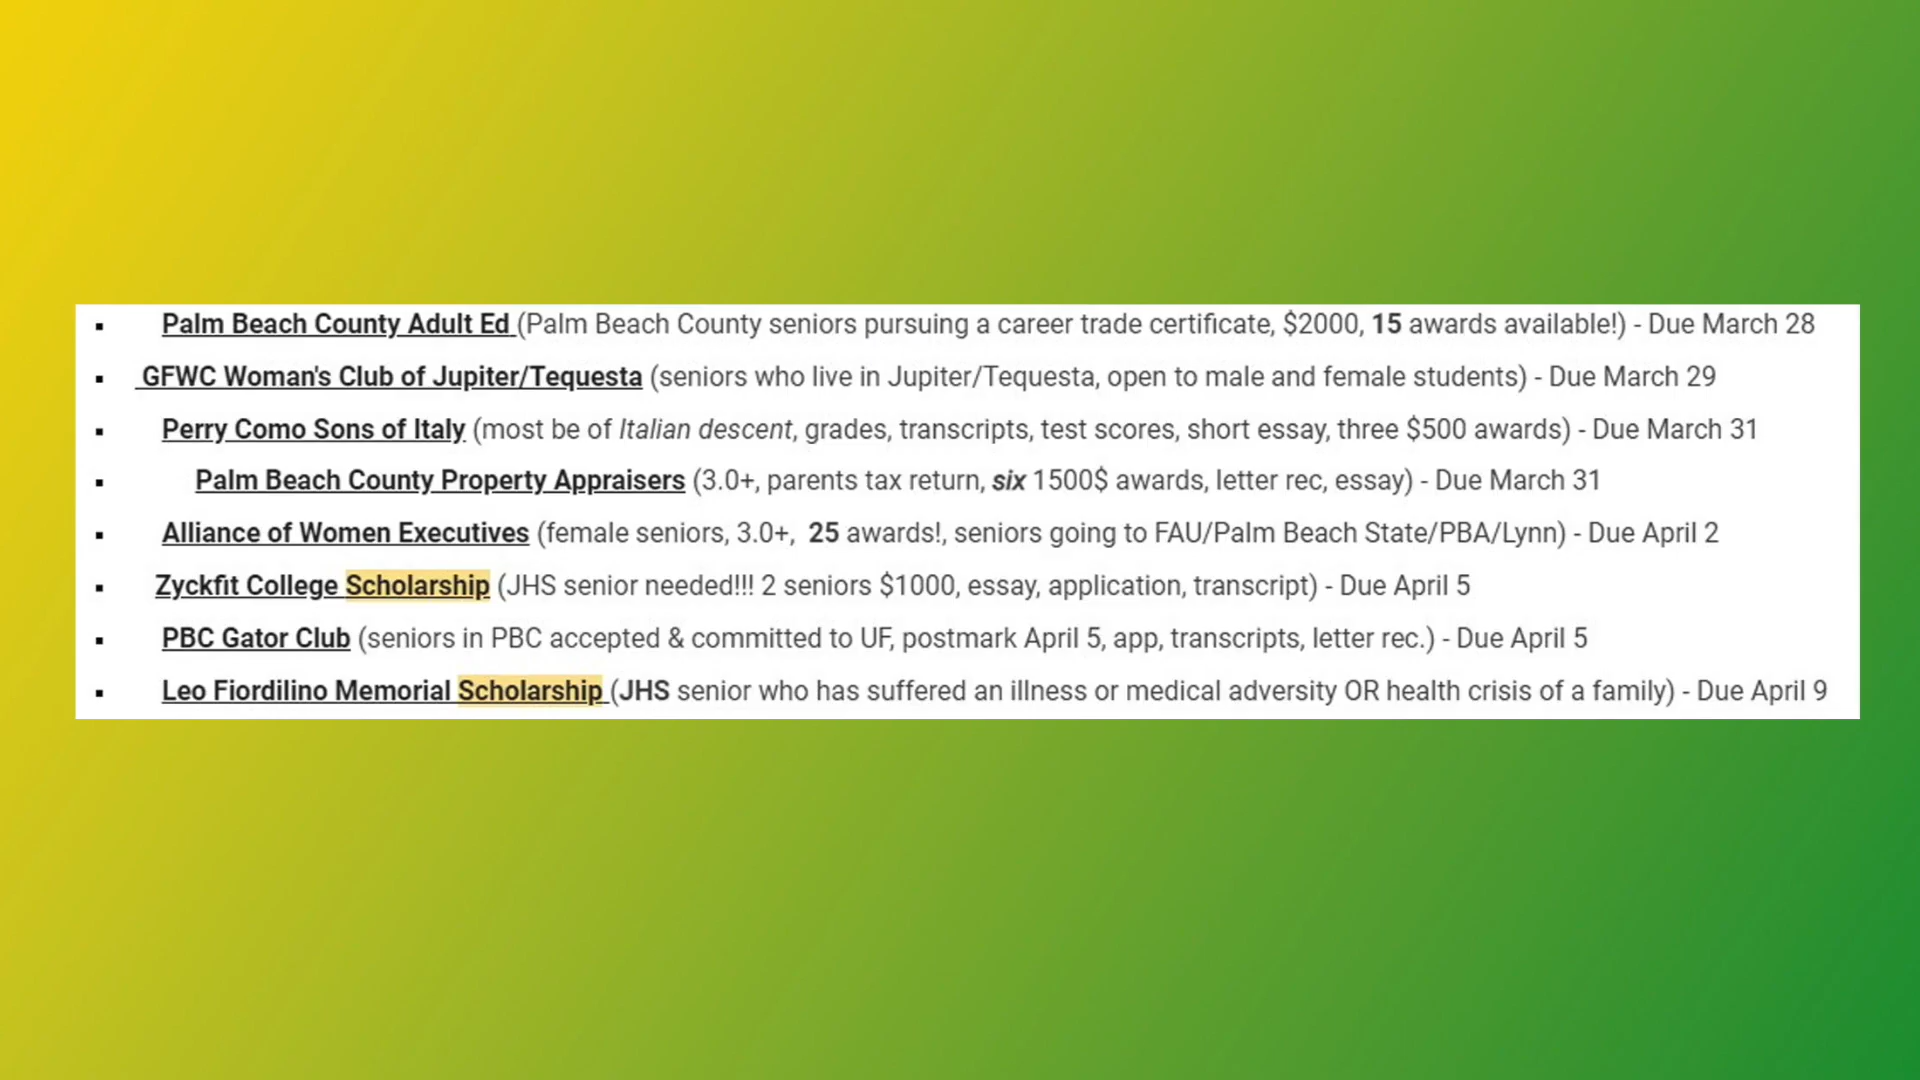 ▪ Palm Beach County Adult Ed (Palm Beach County seniors pursuing a career trade certificate, $2000, 15 awards available!) - Due March 28
▪ GFWC Woman's Club of Jupiter/Tequesta (seniors who live in Jupiter/Tequesta, open to male and female students) - Due March 29
▪ Perry Como Sons of Italy (most be of Italian descent, grades, transcripts, test scores, short essay, three $500 awards) - Due March 31
▪ Palm Beach County Property Appraisers (3.0+, parents tax return, six 1500$ awards, letter rec, essay) - Due March 31
▪ Alliance of Women Executives (female seniors, 3.0+, 25 awards!, seniors going to FAU/Palm Beach State/PBA/Lynn) - Due April 2
▪ Zyckfit College Scholarship (JHS senior needed!!! 2 seniors $1000, essay, application, transcript) - Due April 5
▪ PBC Gator Club (seniors in PBC accepted & committed to UF, postmark April 5, app, transcripts, letter rec.) - Due April 5
▪ Leo Fiordilino Memorial Scholarship (JHS senior who has suffered an illness or medical adversity OR health crisis of a family) - Due April 9